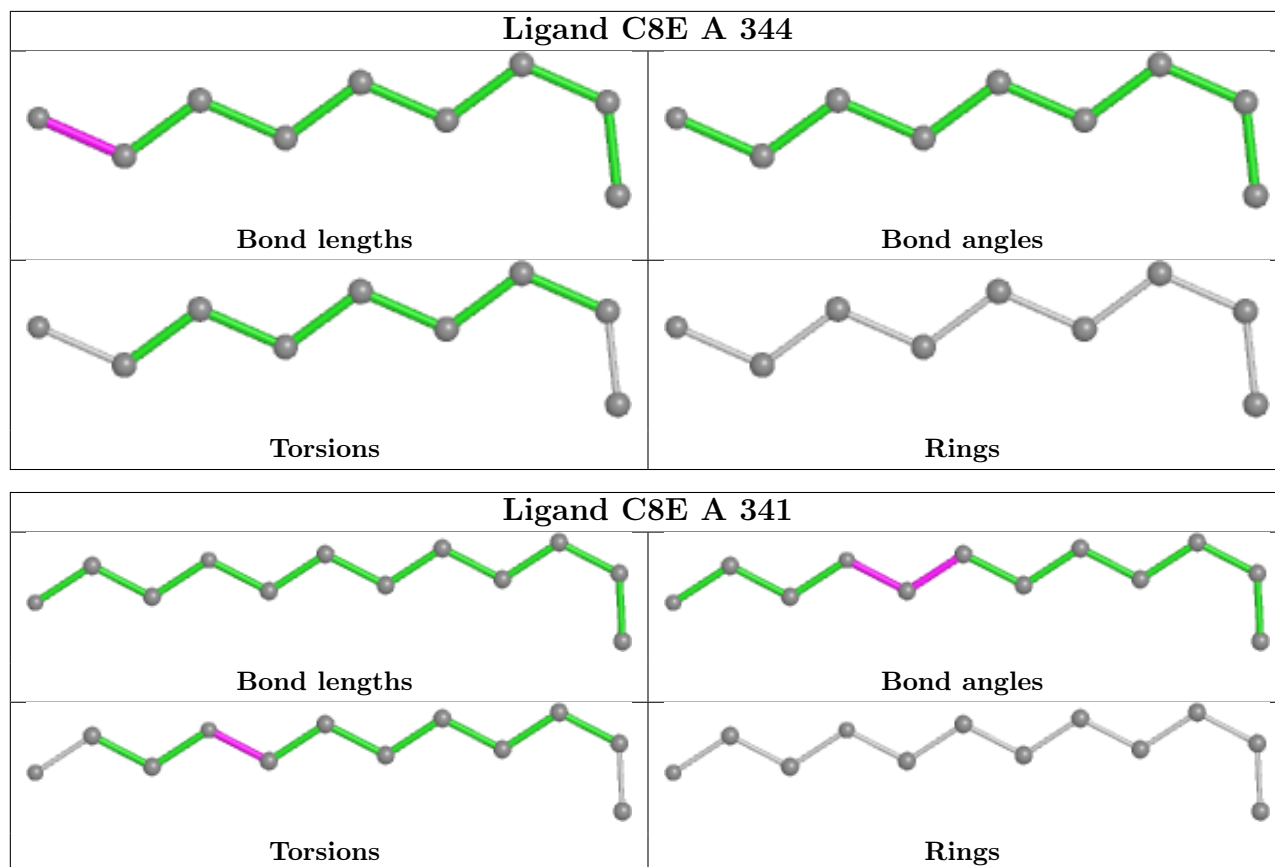 Ligand C8E A 344
Bond lengths
Bond angles
Torsions
Rings
Ligand C8E A 341
Bond lengths
Bond angles
Torsions
Rings